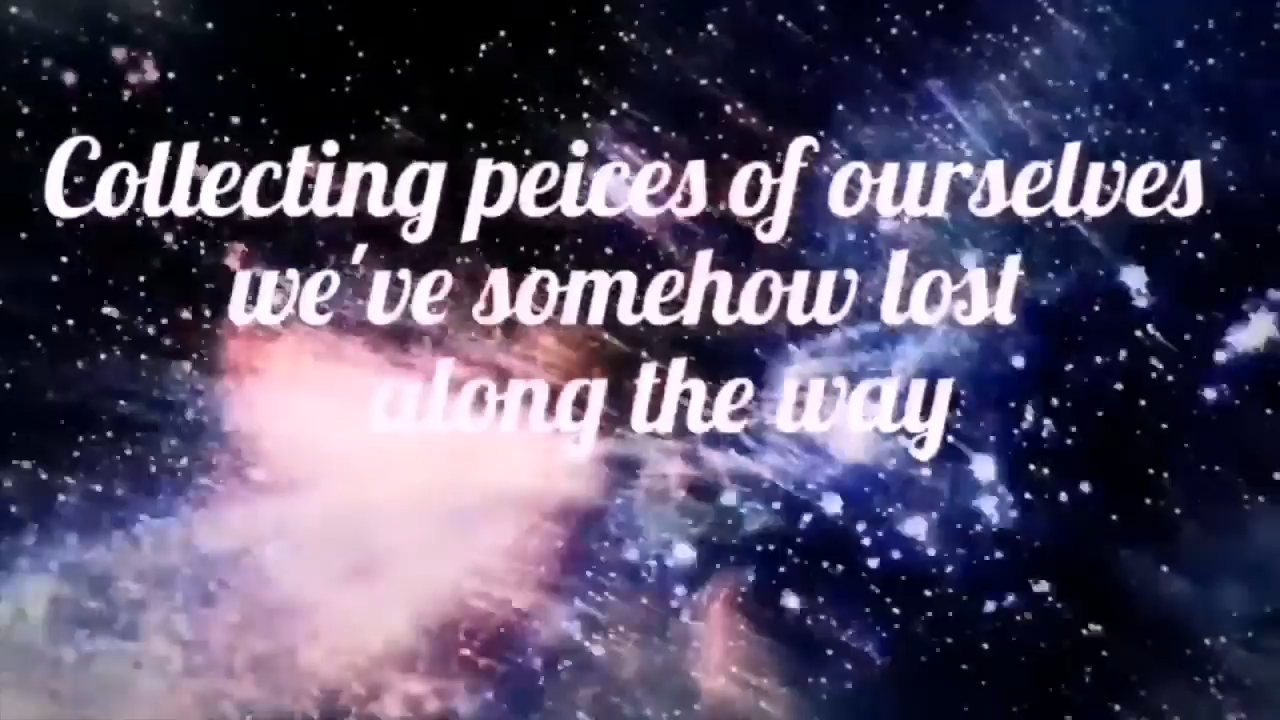 Collecting peices of ourselves
we've somehow lost
along the way